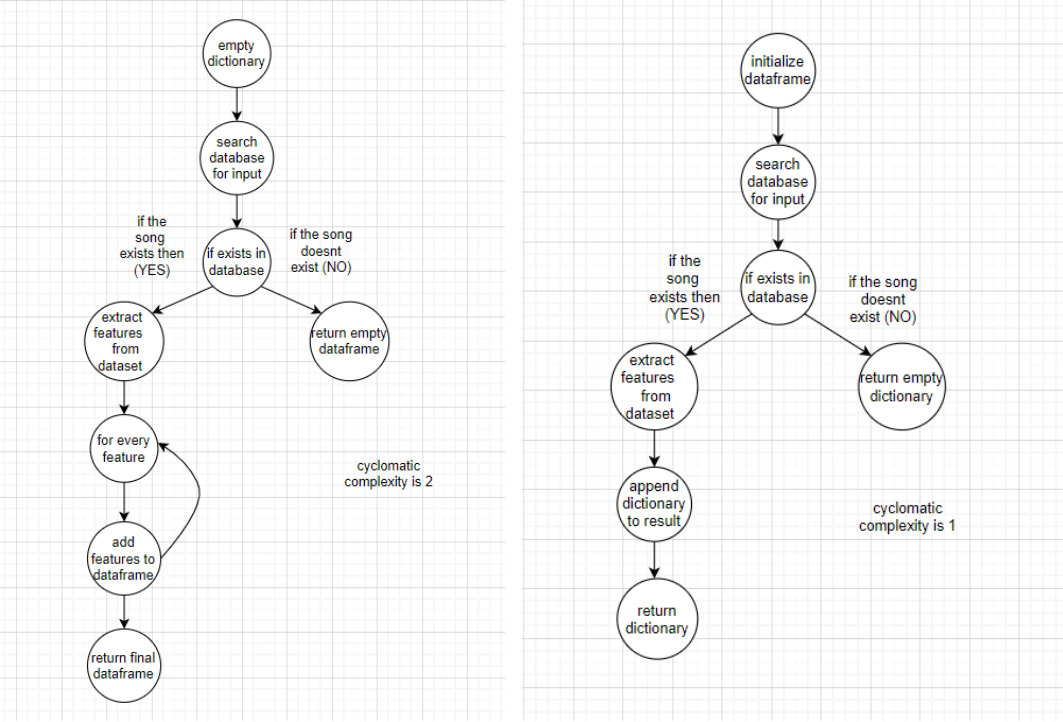 empty
dictionary
search
database
for input
if the
song
exists then
(YES)
if exists in
database
if the song
doesnt
exist (NO)
extract
features
from
dataset
return empty
dataframe
for every
feature
cyclomatic
complexity is 2
add
features to
dataframe
return final
dataframe
initialize
dataframe
search
database
for input
if the
song
exists then
(YES)
if exists in
database
if the song
doesnt
exist (NO)
extract
features
from
dataset
return empty
dictionary
append
dictionary
to result
cyclomatic
complexity is 1
return
dictionary